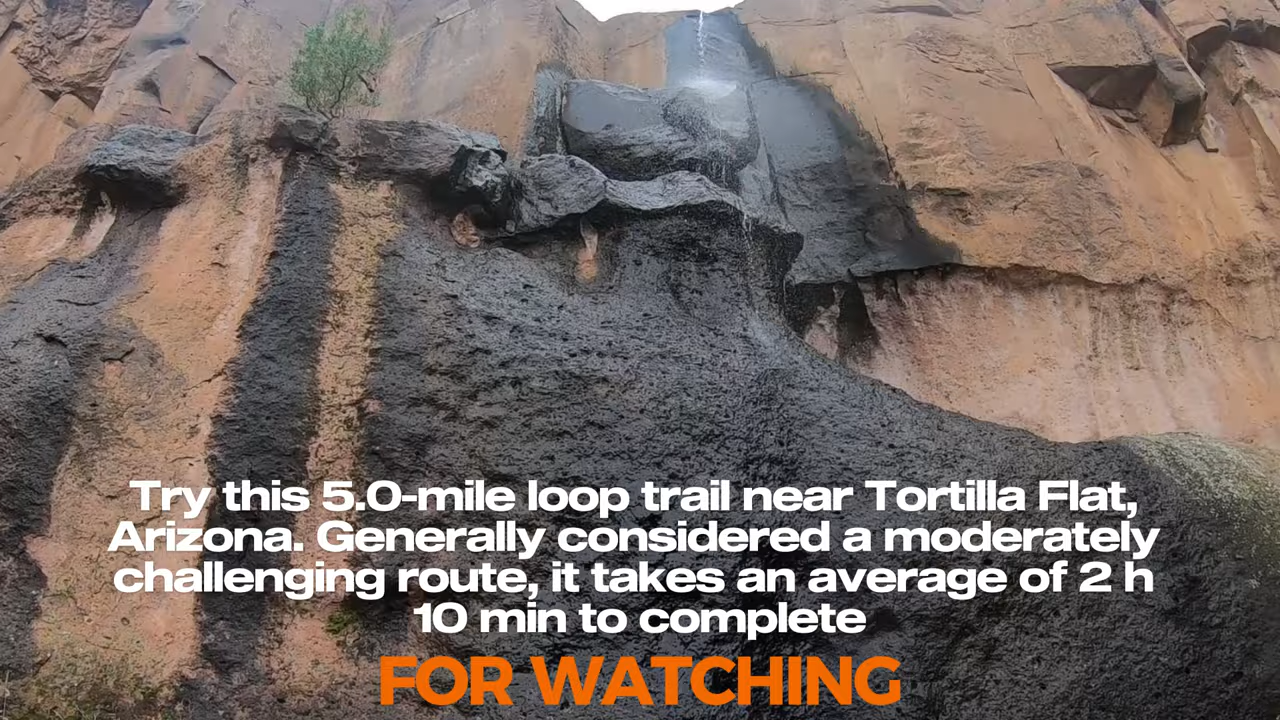 Try this 5.0-mile loop trail near Tortilla Flat,
Arizona. Generally considered a moderately
challenging route, it takes an average of 2 h
10 min to complete
FOR WATCHING